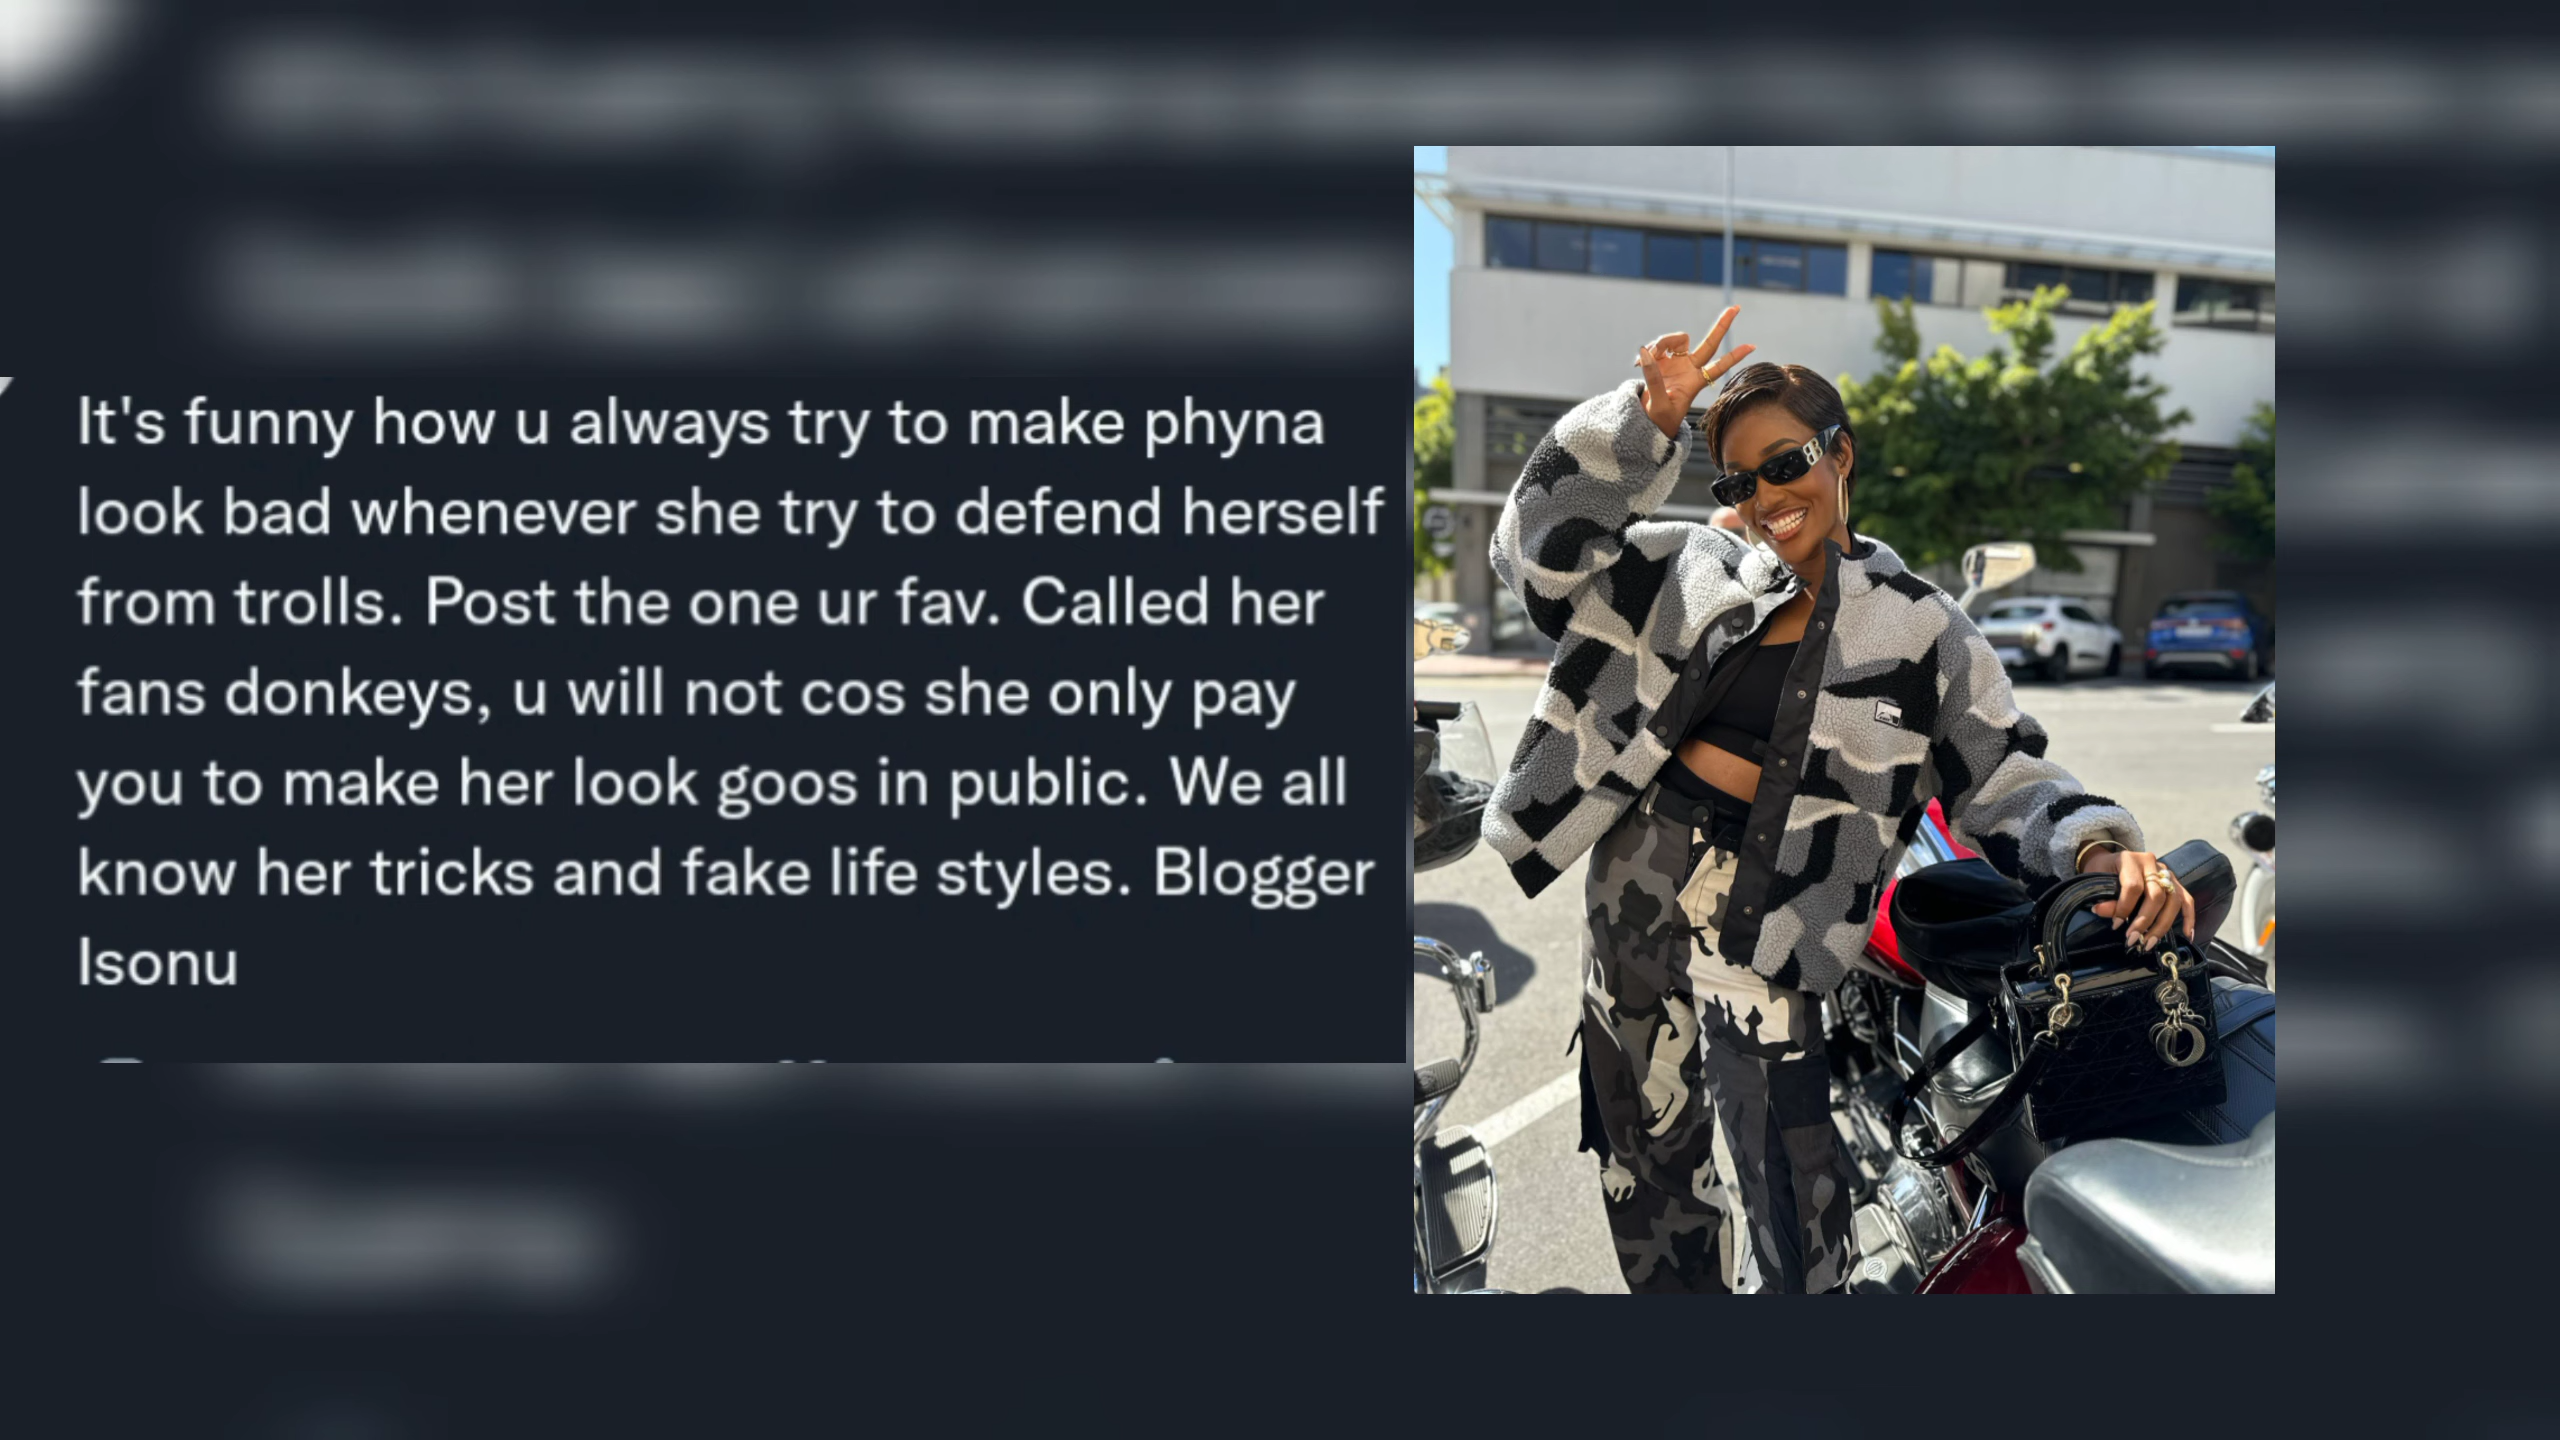 It's funny how u always try to make phyna
look bad whenever she try to defend herself
from trolls. Post the one ur fav. Called her
fans donkeys, u will not cos she only pay
you to make her look goos in public. We all
know her tricks and fake life styles. Blogger
Isonu